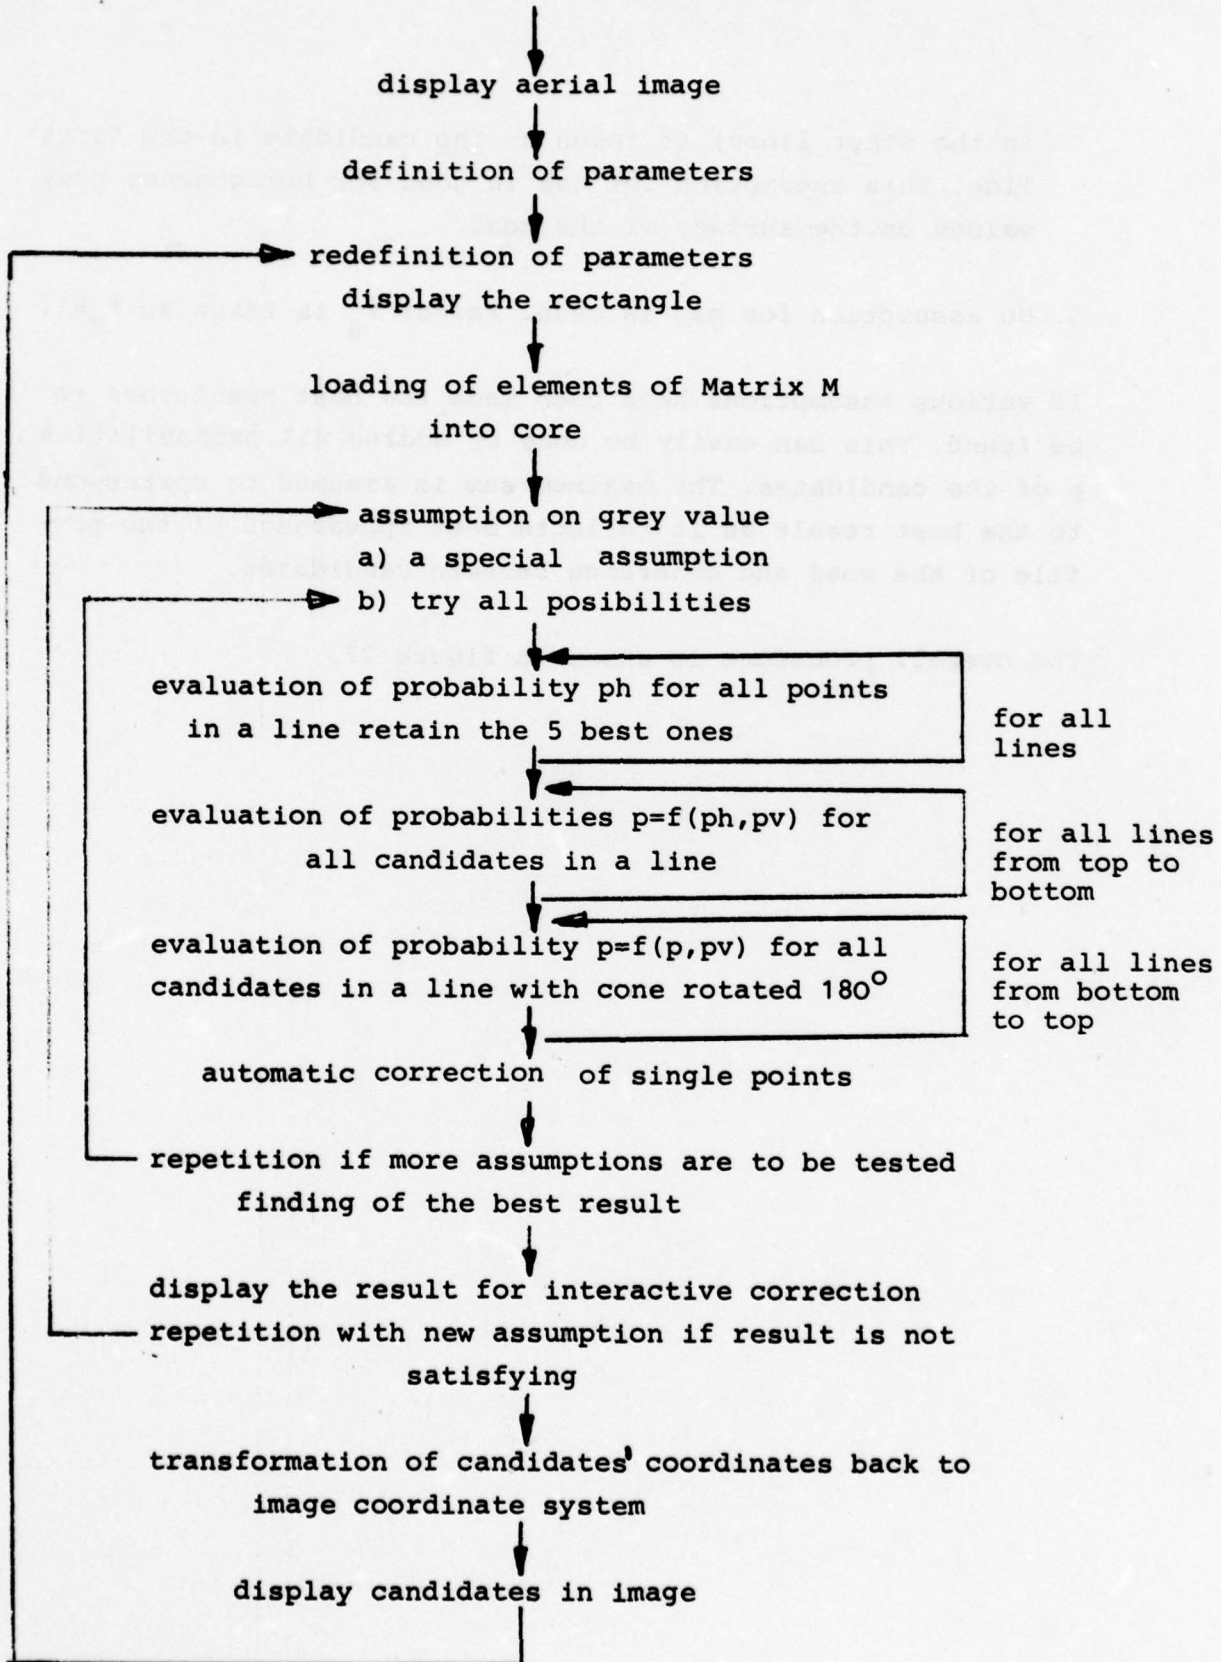 display aerial image
definition of parameters
redefinition of parameters
display the rectangle
loading of elements of Matrix M
into core
assumption on grey value
a) a special assumption
b) try all posibilities
evaluation of probability ph for all points
in a line retain the 5 best ones
for all
lines
evaluation of probabilities p=f(ph,pv) for
all candidates in a line
for all lines
from top to
bottom
evaluation of probability p=f(p,pv) for all
candidates in a line with cone rotated 180°
for all lines
from bottom
to top
automatic correction of single points
repetition if more assumptions are to be tested
finding of the best result
display the result for interactive correction
repetition with new assumption if result is not
satisfying
transformation of candidates' coordinates back to
image coordinate system
display candidates in image